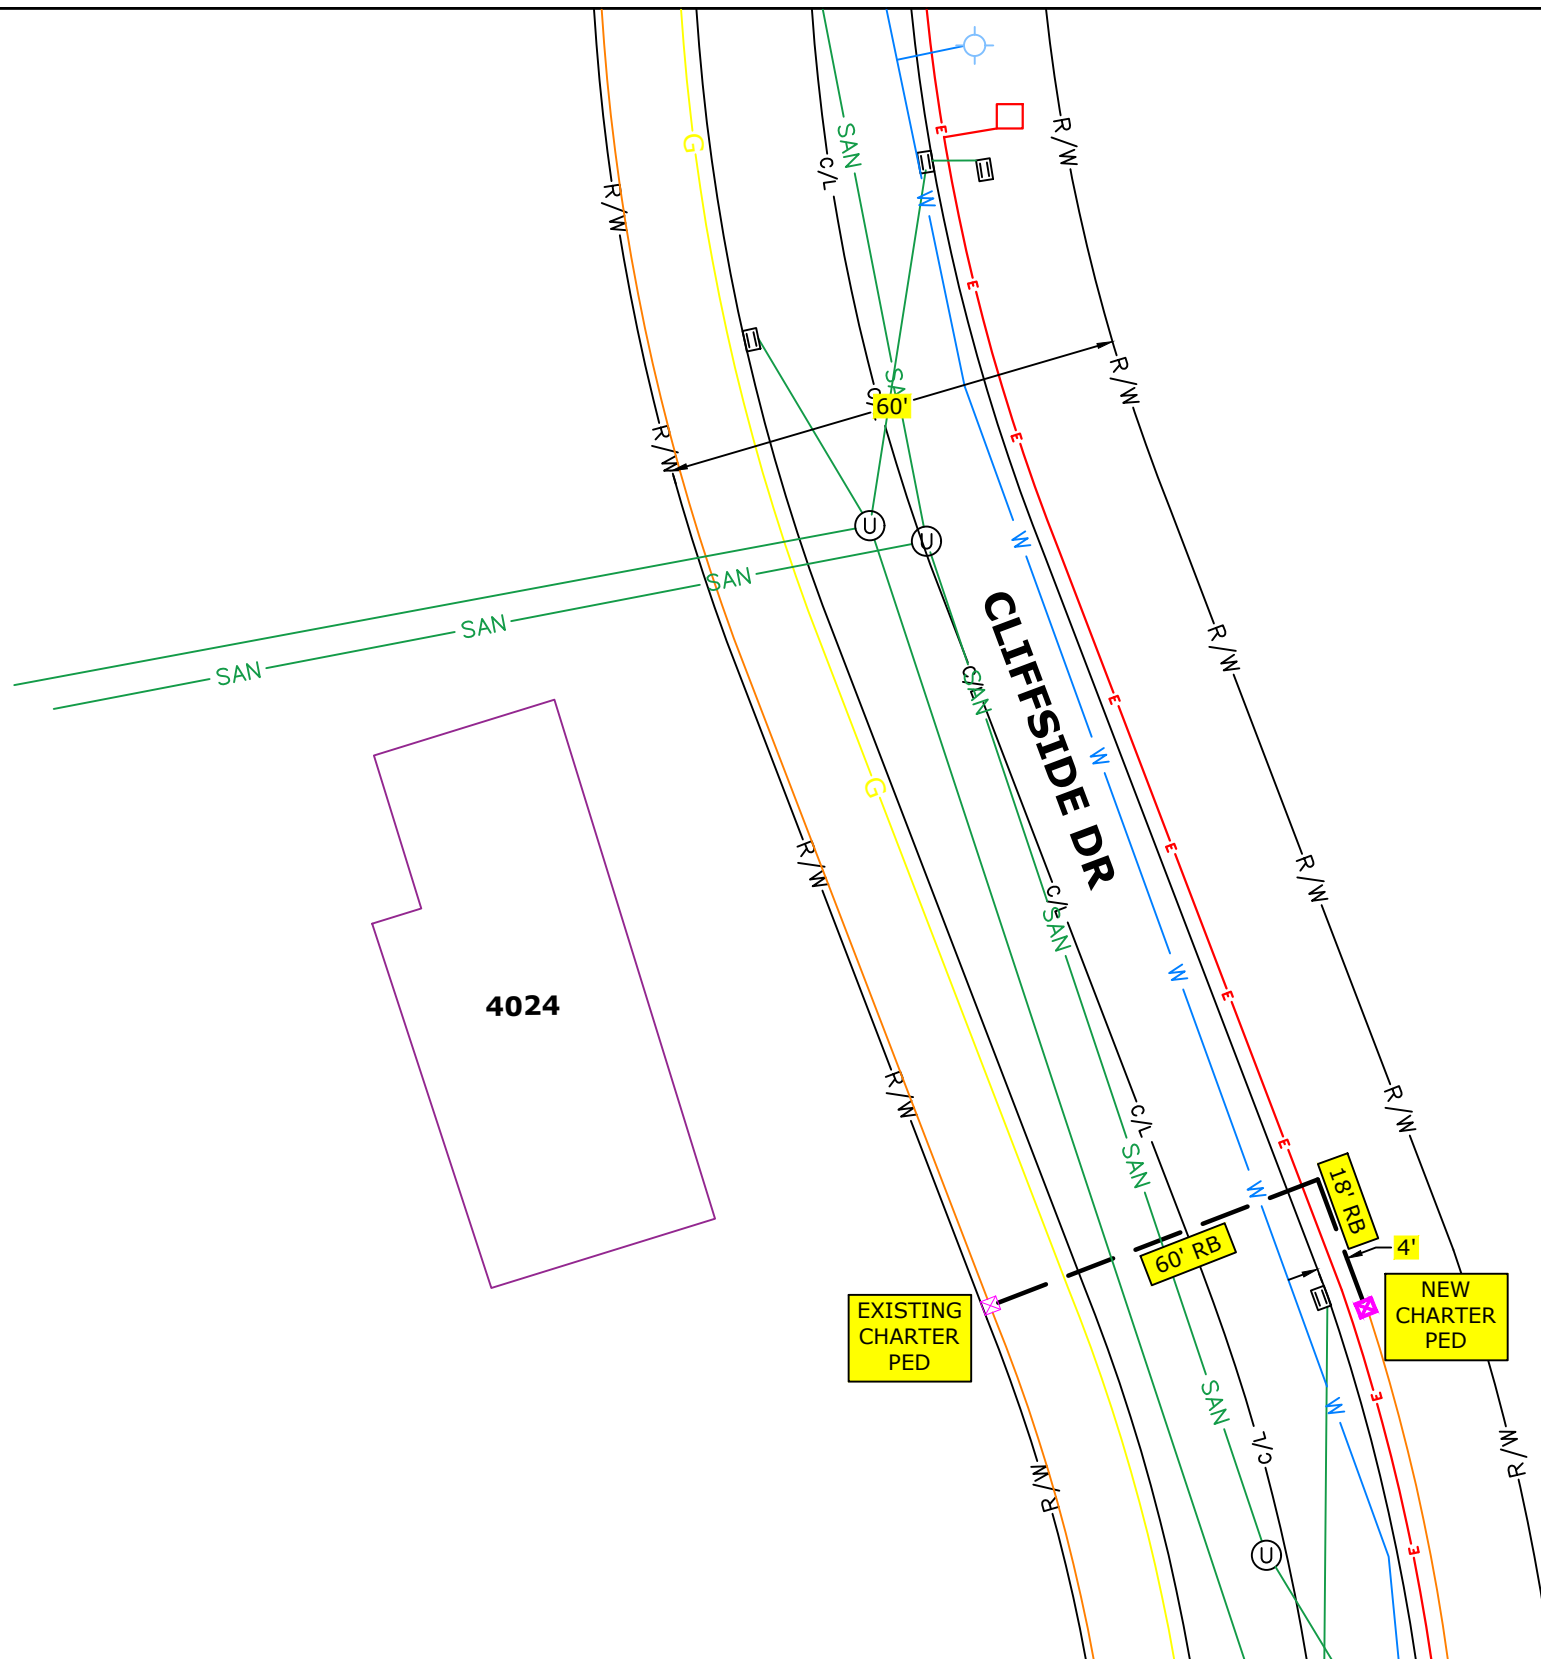 G
SAN
E
R/W
C/L
R/W
W
E
R/W
C/L
SAN
60'
R/W
E
U
U
W
SAN
SAN
SAN
CLIFFSIDE DR
R/W
C/L
SAN
E
W
G
R/W
E
R/W
C/L
SAN
W
4024
E
R/W
R/W
C/L
E
SAN
W
18' RB
60' RB
4'
EXISTING
CHARTER
PED
NEW
CHARTER
PED
SAN
W
E
C/L
R/W
R/W
U
E